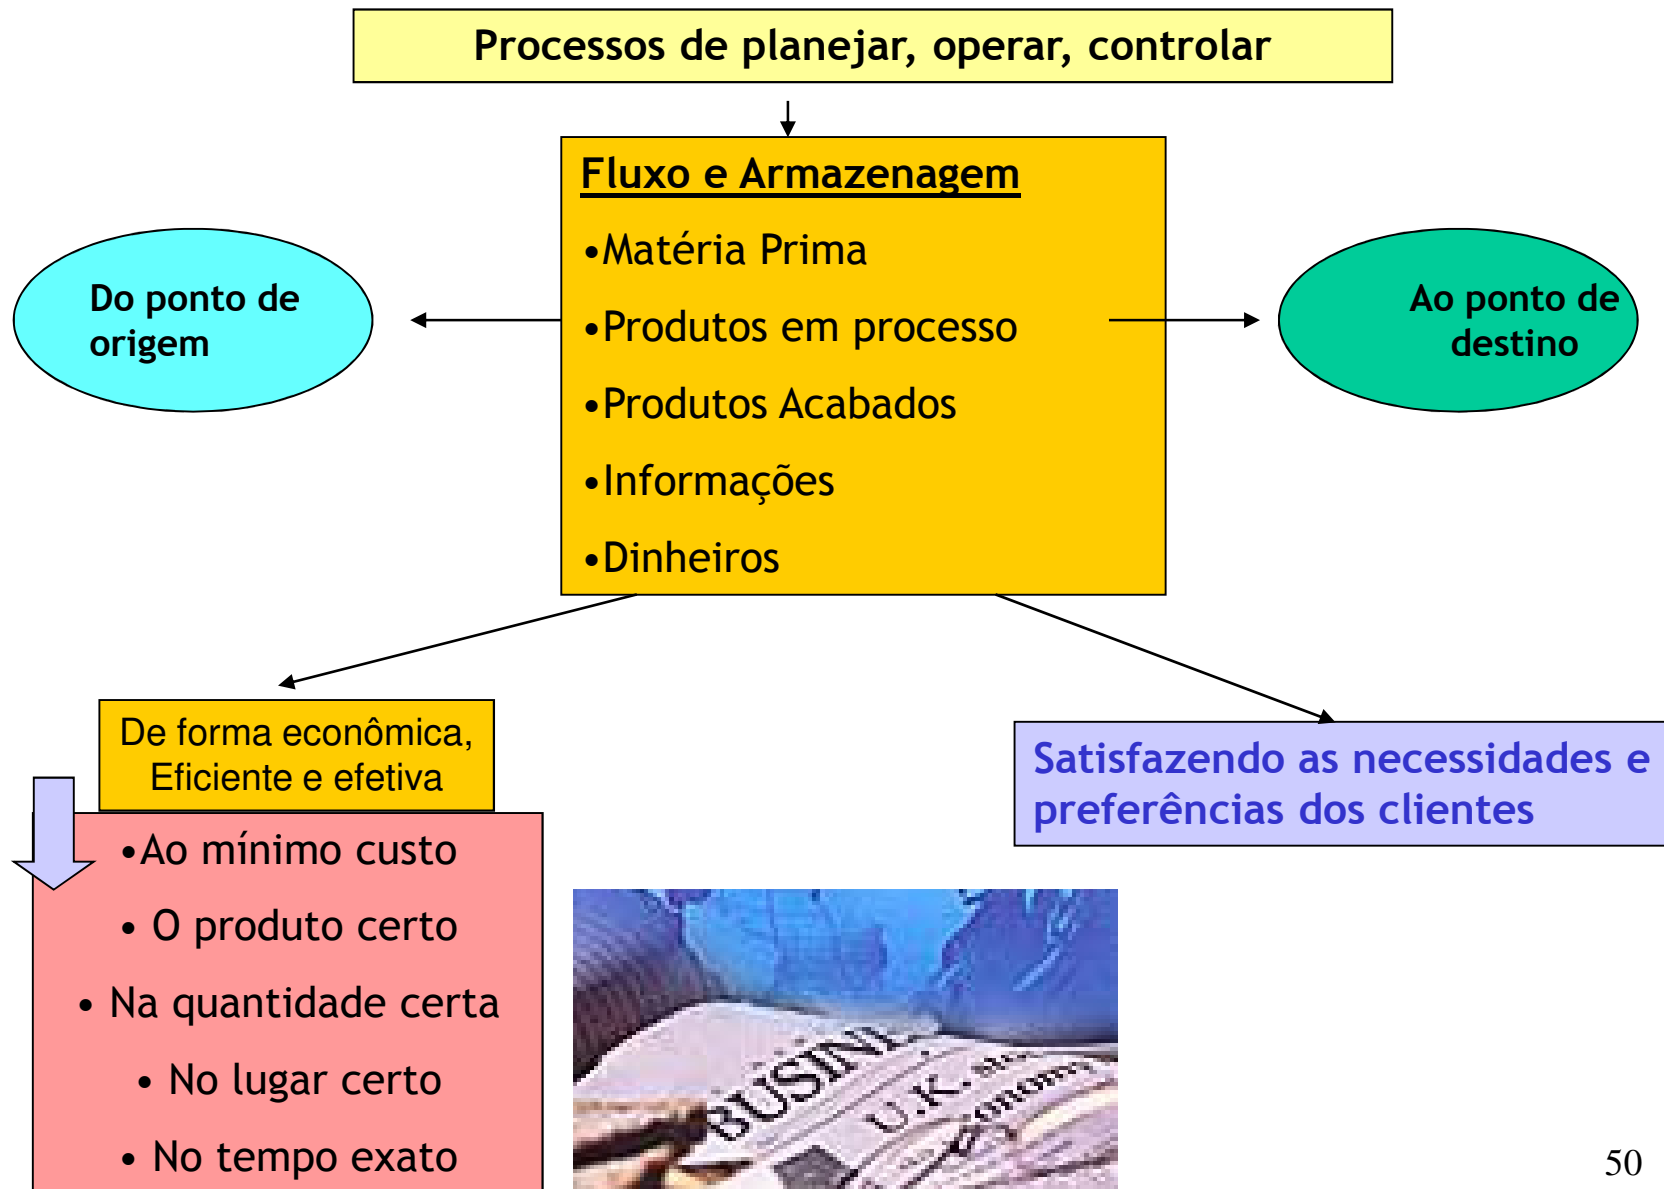 Processos de planejar, operar, controlar
Fluxo e Armazenagem
•Matéria Prima
•Produtos em processo
•Produtos Acabados
•Informações
•Dinheiros
Do ponto de
origem
Ao ponto de
destino
De forma econômica,
Eficiente e efetiva
•Ao mínimo custo
• O produto certo
• Na quantidade certa
• No lugar certo
• No tempo exato
Satisfazendo as necessidades e
preferências dos clientes
BUSINE
U.K.
50